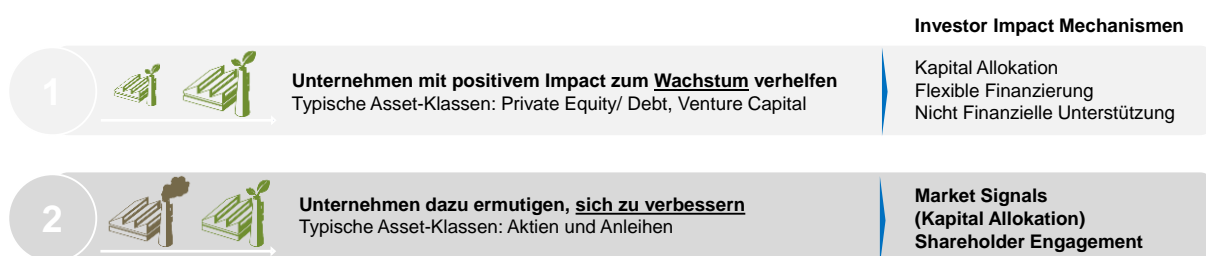 Investor Impact Mechanismen
1
Unternehmen mit positivem Impact zum Wachstum verhelfen
Typische Asset-Klassen: Private Equity/ Debt, Venture Capital
Kapital Allokation
Flexible Finanzierung
Nicht Finanzielle Unterstützung
2
Unternehmen dazu ermutigen, sich zu verbessern
Typische Asset-Klassen: Aktien und Anleihen
Market Signals
(Kapital Allokation)
Shareholder Engagement